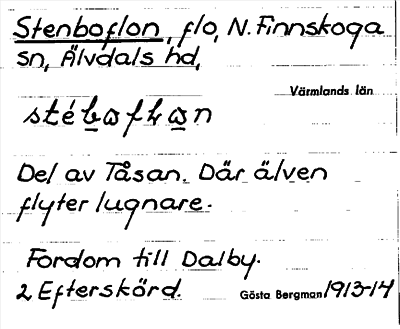 Stenboflon, flo, N. Finnskoga
sn, Älvdals hd,
Värmlands län
Del av Tåsan. Där älven
flyter lugnare.
Fordom till Dalby.
2 Efterskörd. Gösta Bergman 1913-14